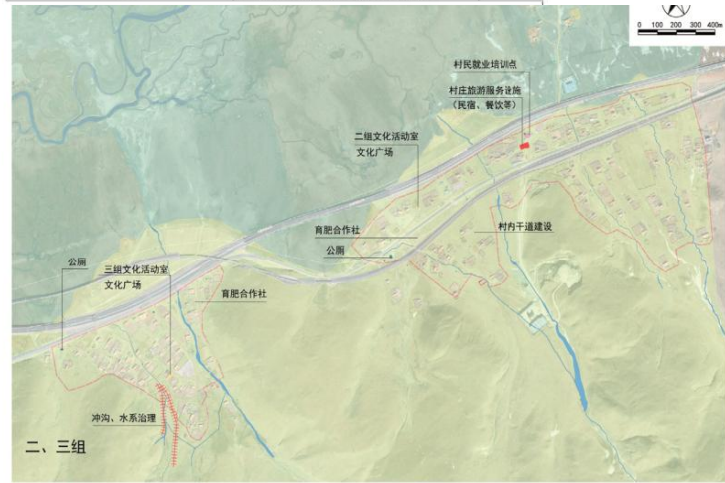 0 100 200 300 400m
村民就业培训点
村庄旅游服务设施
（民宿、餐饮等）
二组文化活动室
文化广场
育肥合作社
公厕
村内干道建设
公厕
三组文化活动室
文化广场
育肥合作社
冲沟、水系治理
二、三组